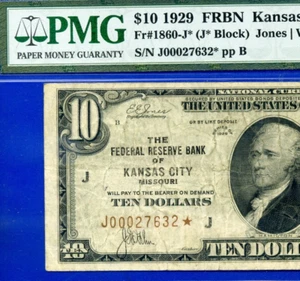 PMG
PAPER MONEY GUARANTY
$10 1929 FRBN Kansas
Fr#1860-J* (J* Block) Jones | W
S/N J00027632* pp B
THE UNITED STATES
10
THE
FEDERAL RESERVE BANK
OF
KANSAS CITY
MISSOURI
J
WILL PAY TO THE BEARER ON DEMAND
TEN DOLLARS
J00027632★ J
10
TEN DOLLA